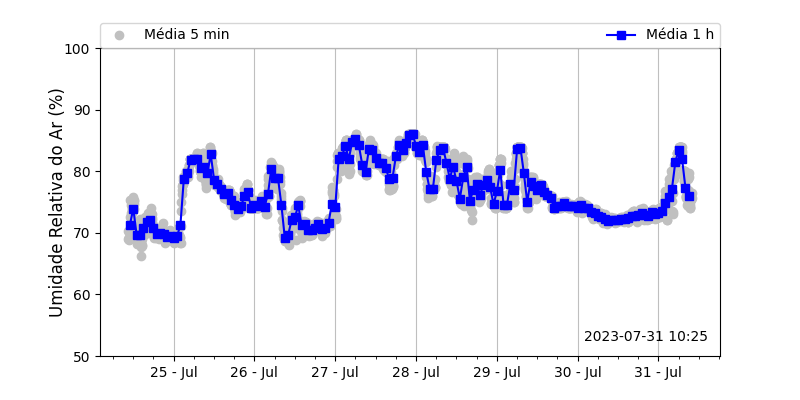 Média 5 min
Média 1 h
100
90
80
70
60
50
Umidade Relativa do Ar (%)
2023-07-31 10:25
25 - Jul
26 - Jul
27 - Jul
28 - Jul
29 - Jul
30 - Jul
31 - Jul